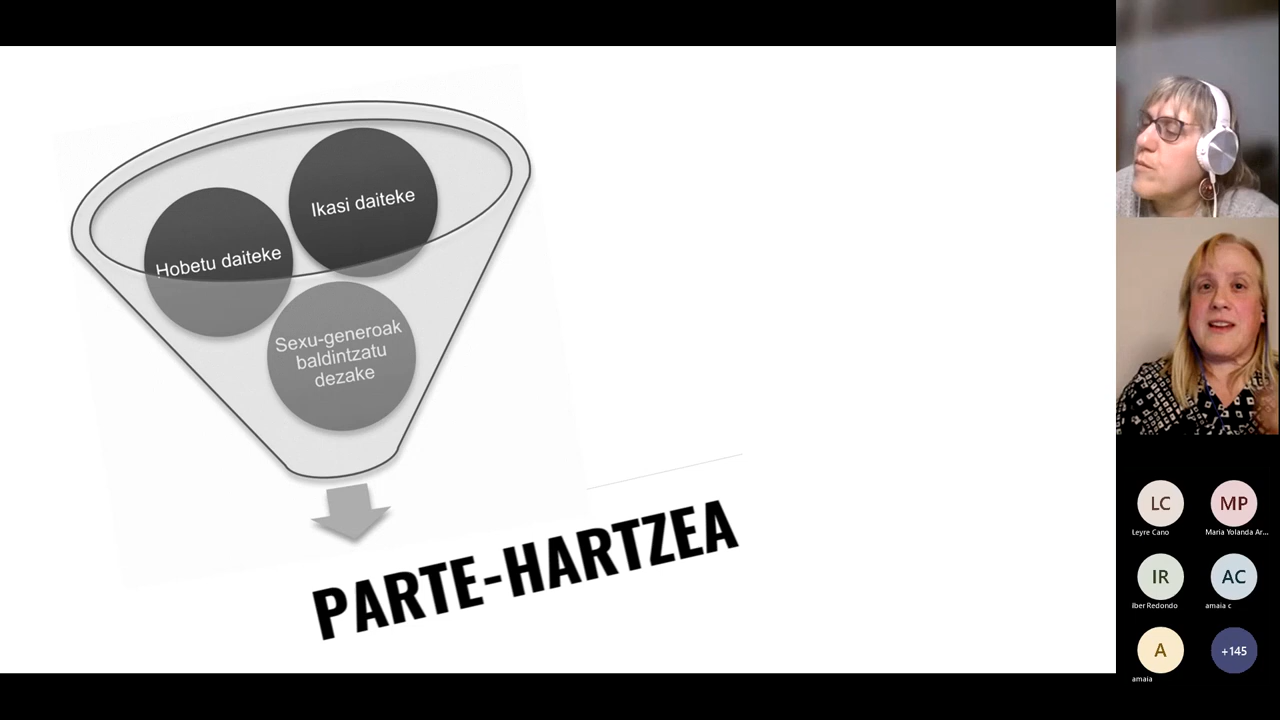 Ikasi daiteke
Hobetu daiteke
Sexu-generoak
baldintzatu
dezake
PARTE-HARTZEA
LC
Leyre Cano
MP
Maria Yolanda Ar...
IR
Iber Redondo
AC
amaia c
A
amaia
+145